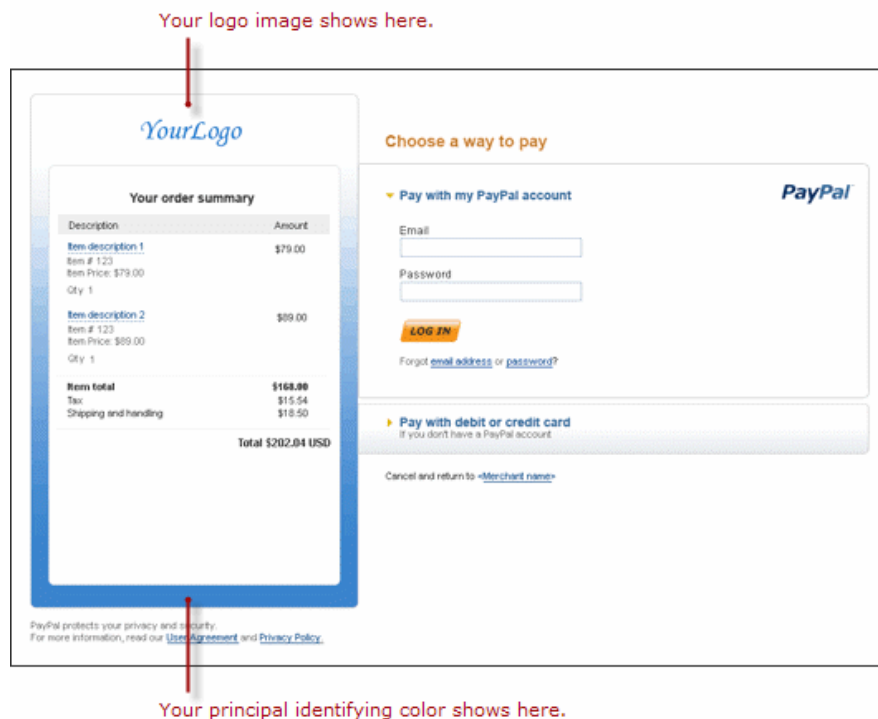 Your logo image shows here.
YourLogo
Your order summary
Description Amount
Item description 1 $79.00
Item # 123
Item Price: $79.00
Qty 1
Item description 2 $89.00
Item # 123
Item Price: $89.00
Qty 1
Item total $168.00
Tax $15.54
Shipping and handling $18.50
Total $202.04 USD
PayPal protects your privacy and security.
For more information, read our User Agreement and Privacy Policy.
Choose a way to pay
Pay with my PayPal account PayPal
Email
Password
LOG IN
Forgot email address or password?
Pay with debit or credit card
If you don't have a PayPal account
Cancel and return to «Merchant name»
Your principal identifying color shows here.